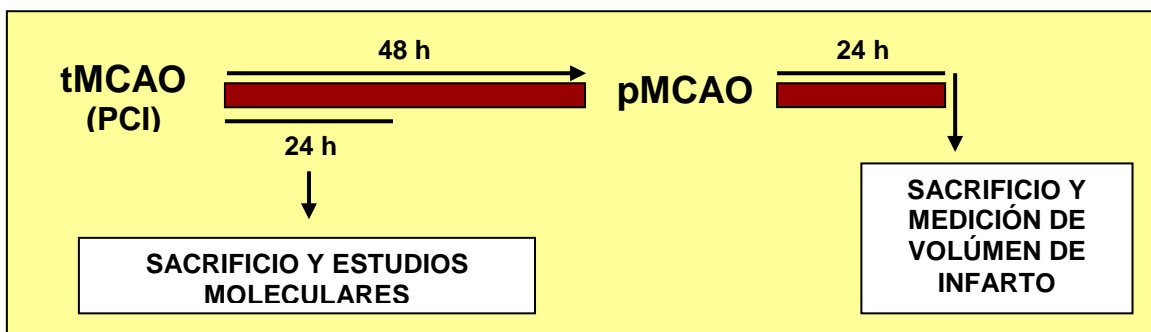 48 h
tMCAO
(PCI)
24 h
pMCAO
24 h
SACRIFICIO Y ESTUDIOS
MOLECULARES
SACRIFICIO Y
MEDICIÓN DE
VOLÚMEN DE
INFARTO